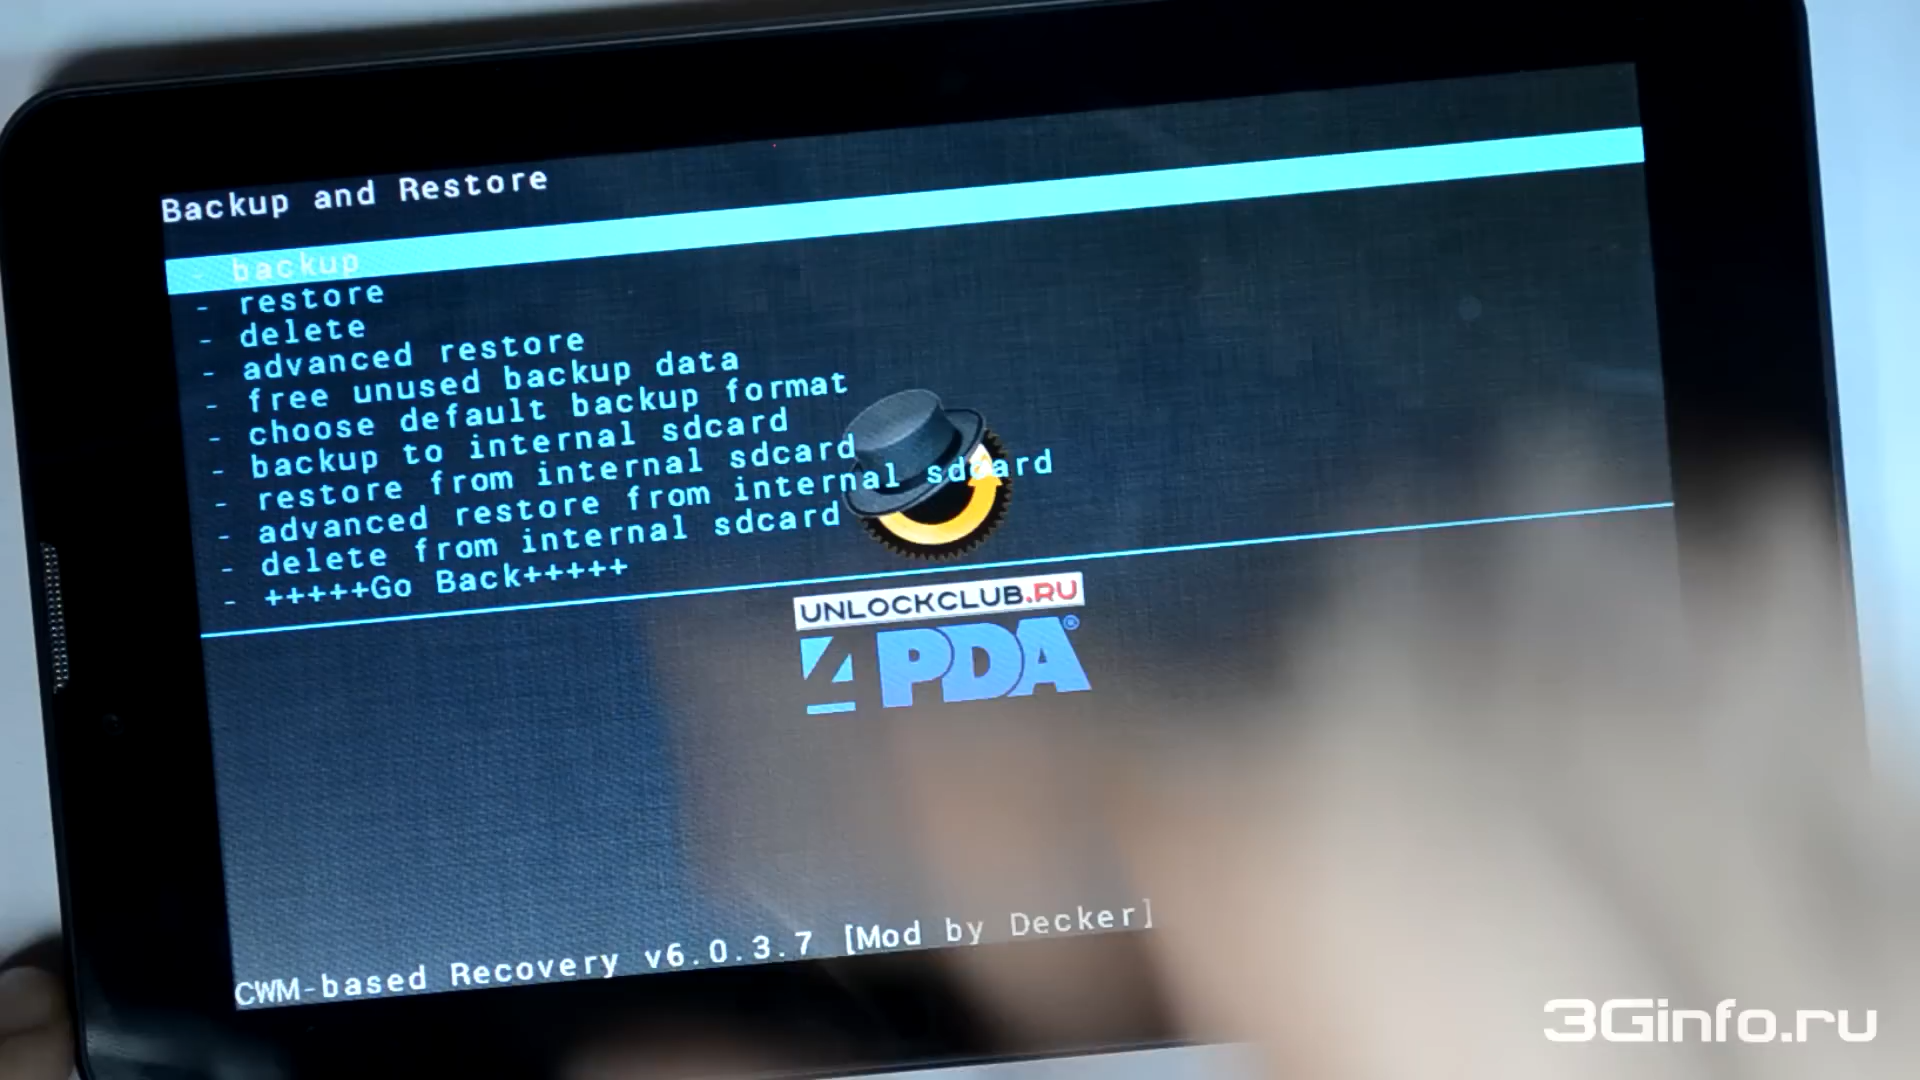 Backup and Restore
- backup
- restore
- delete
- advanced restore
- free unused backup data
- choose default backup format
- backup to internal sdcard
- restore from internal sdcard
- advanced restore from internal sdcard
- delete from internal sdcard
- +++++Go Back+++++
UNLOCKCLUB.RU
4PDA®
CWM-based Recovery v6.0.3.7 [Mod by Decker]
3Ginfo.ru